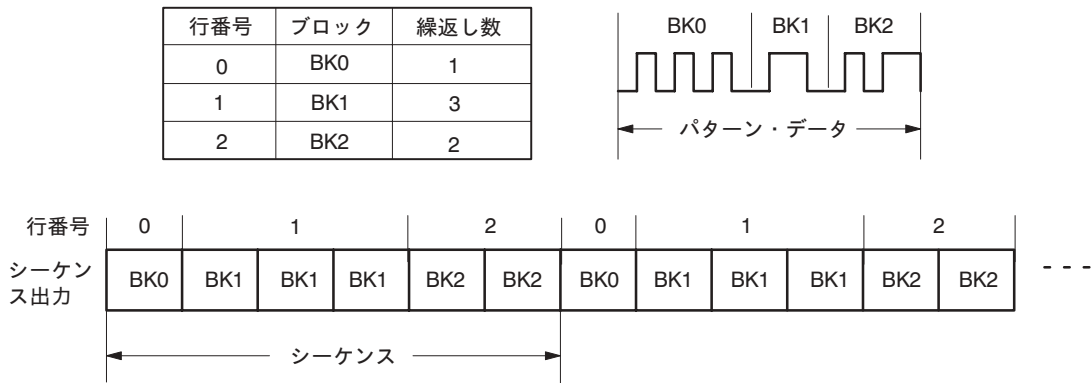 行番号 ブロック 繰返し数
0 BK0 1
1 BK1 3
2 BK2 2
BK0 BK1 BK2
パターン・データ
行番号 0 1 2 0 1 2
シーケンス出力 BK0 BK1 BK1 BK1 BK2 BK2 BK0 BK1 BK1 BK1 BK2 BK2 - - -
シーケンス